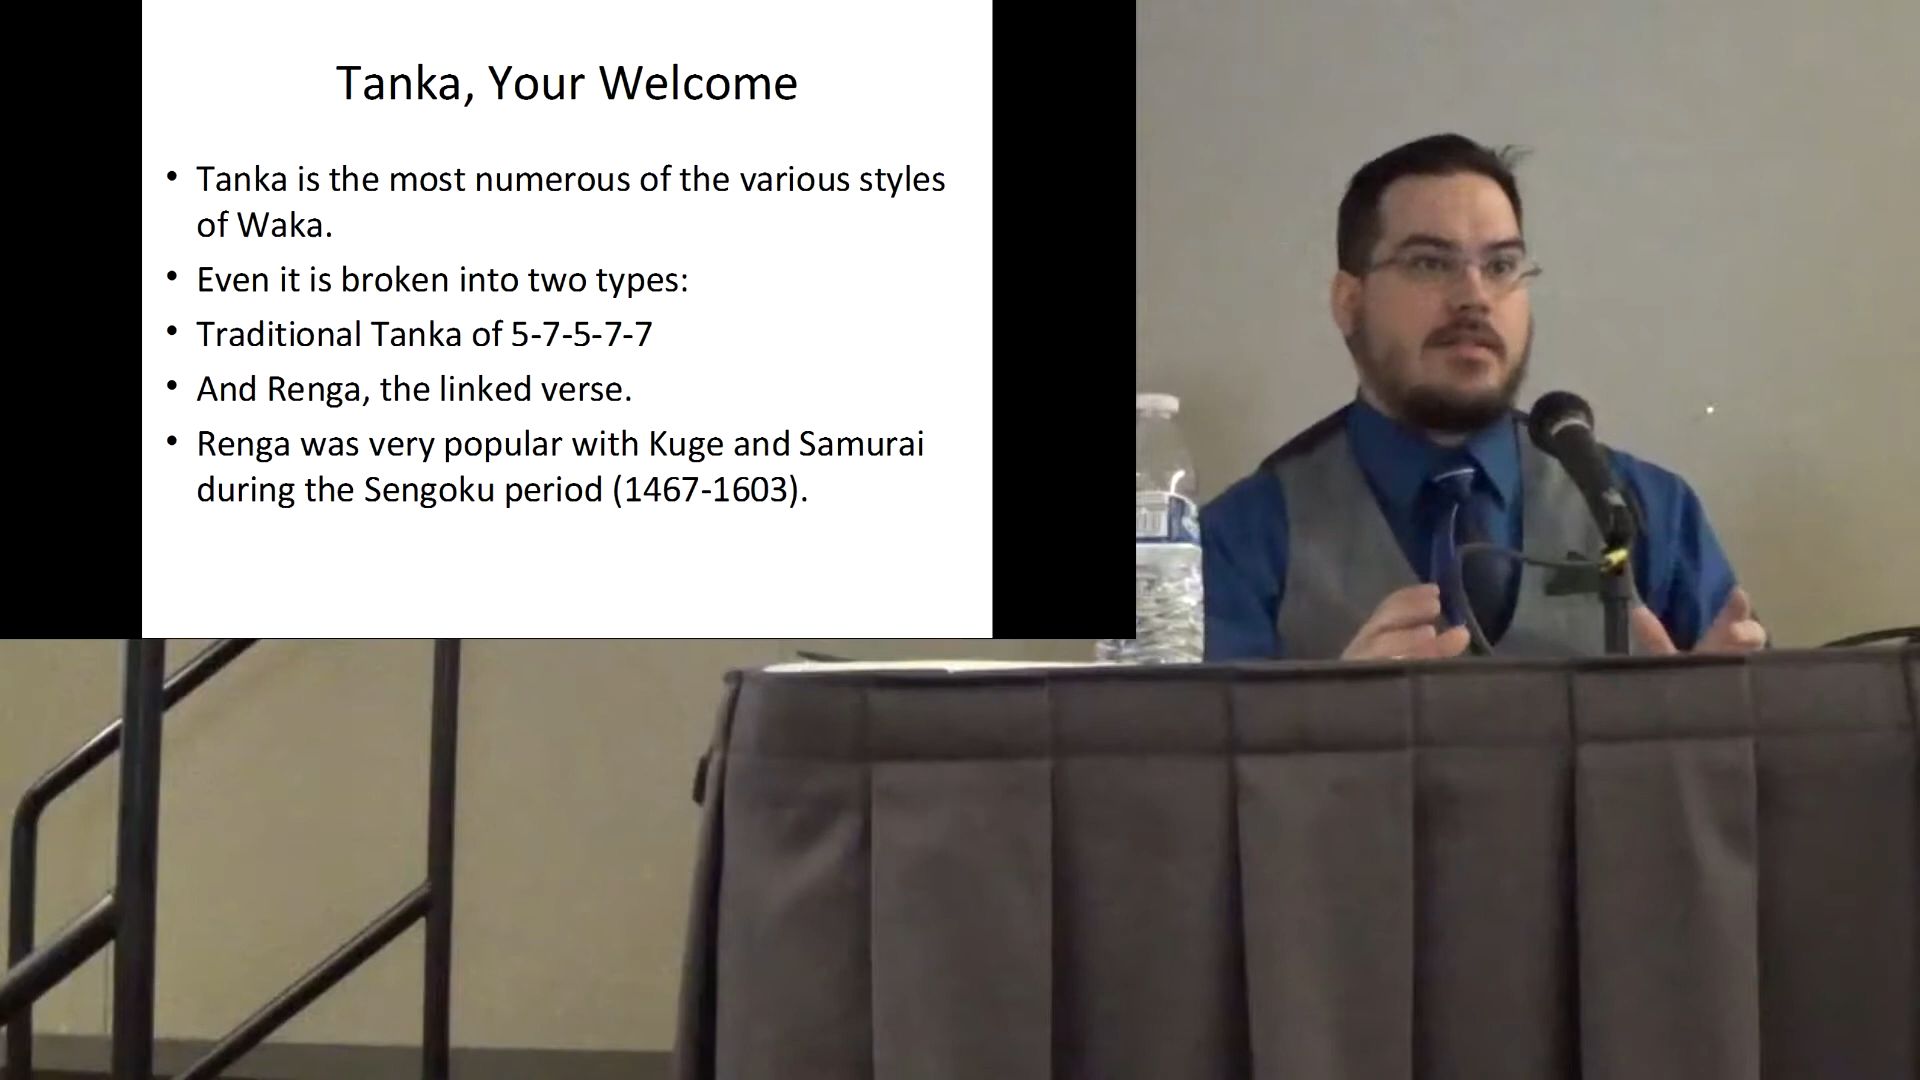 Tanka, Your Welcome
• Tanka is the most numerous of the various styles
of Waka.
• Even it is broken into two types:
• Traditional Tanka of 5-7-5-7-7
• And Renga, the linked verse.
• Renga was very popular with Kuge and Samurai
during the Sengoku period (1467-1603).